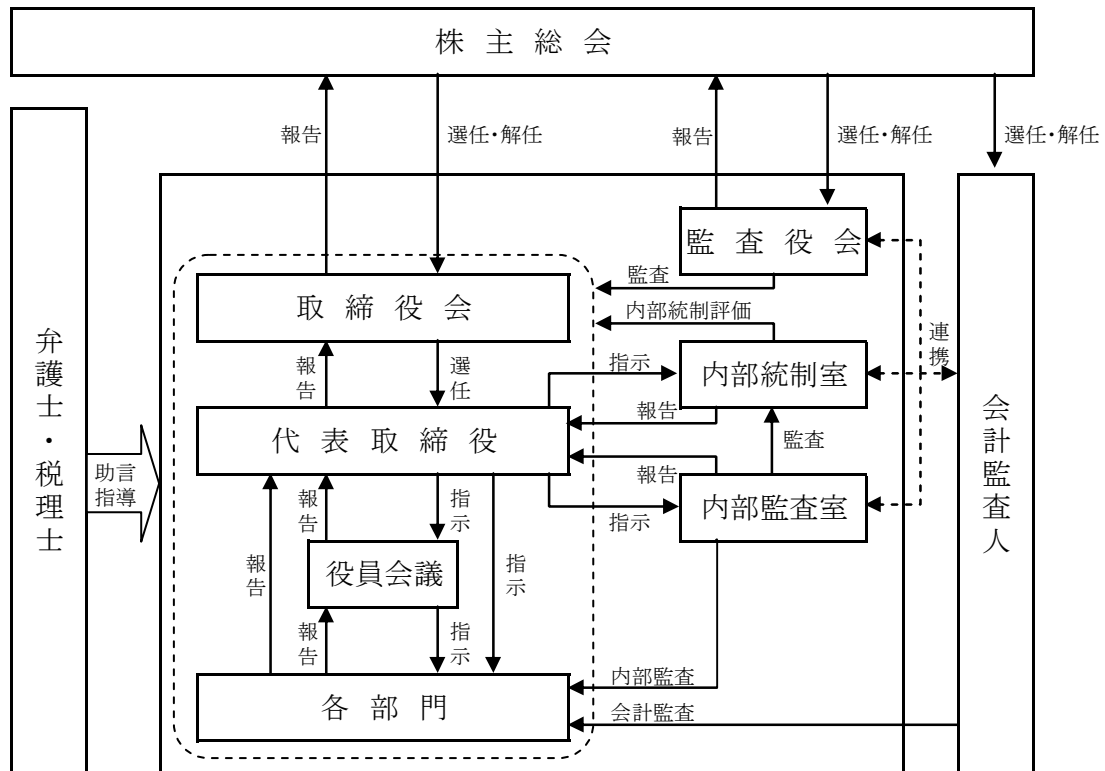 株主総会
報告
選任・解任
報告
選任・解任
選任・解任
監査役会
監査
取締役会
内部統制評価
連携
報告
選任
指示
内部統制室
報告
代表取締役
監査
弁護士・税理士
会計監査人
助言
指導
報告
内部監査室
指示
報告
指示
役員会議
報告
指示
報告
指示
内部監査
各部門
会計監査